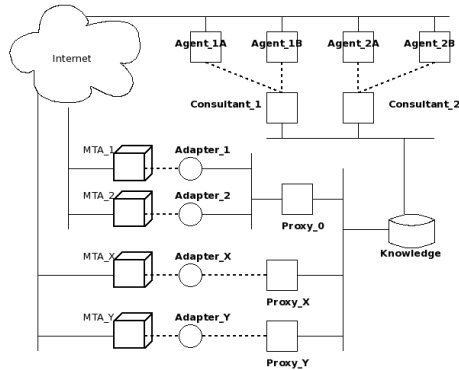 Internet
Agent_1A Agent_1B Agent_2A Agent_2B
Consultant_1 Consultant_2
MTA_1 Adapter_1
MTA_2 Adapter_2
Proxy_0
Knowledge
MTA_X Adapter_X
Proxy_X
MTA_Y Adapter_Y
Proxy_Y